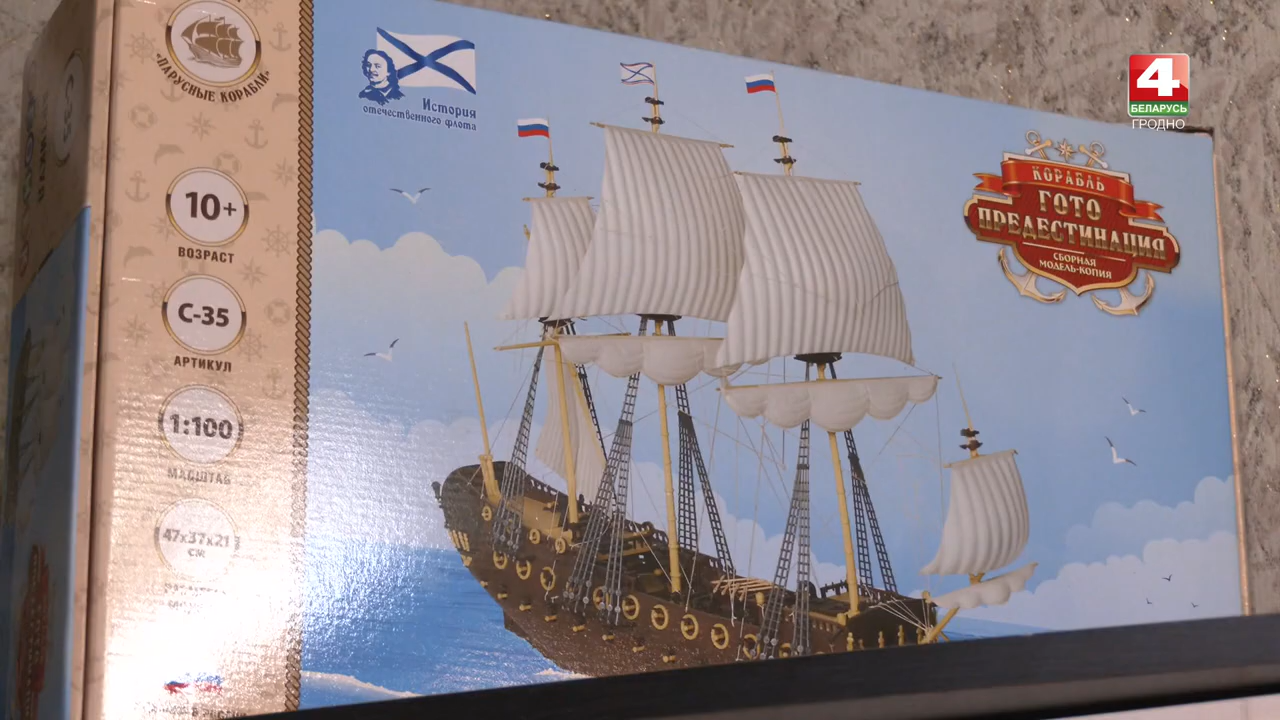 «ПАРУСНЫЕ КОРАБЛИ»
10+
ВОЗРАСТ
С-35
АРТИКУЛ
1:100
МАСШТАБ
47х37х21
см
История
отечественного флота
КОРАБЛЬ
ГОТО
ПРЕДЕСТИНАЦИЯ
СБОРНАЯ
МОДЕЛЬ-КОПИЯ
4
БЕЛАРУСЬ
ГРОДНО